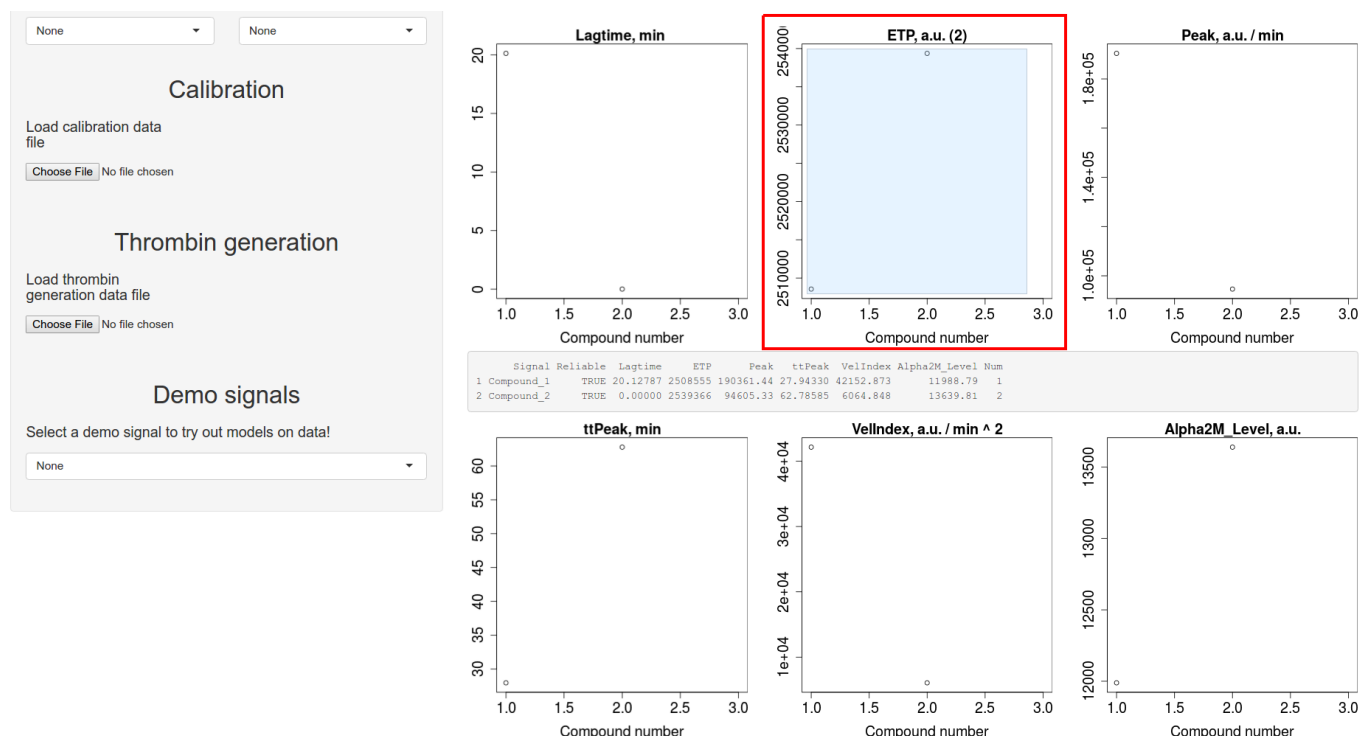 None
None
Calibration
Load calibration data
file
Choose File No file chosen
Thrombin generation
Load thrombin
generation data file
Choose File No file chosen
Demo signals
Select a demo signal to try out models on data!
None
Lagtime, min
20
15
10
5
0
1.0 1.5 2.0 2.5 3.0
Compound number
ETP, a.u. (2)
2540000
2530000
2520000
2510000
1.0 1.5 2.0 2.5 3.0
Compound number
Peak, a.u. / min
1.8e+05
1.4e+05
1.0e+05
1.0 1.5 2.0 2.5 3.0
Compound number
Signal Reliable Lagtime ETP Peak ttPeak VelIndex Alpha2M_Level Num
1 Compound_1 TRUE 20.12787 2508555 190361.44 27.94330 42152.873 11988.79 1
2 Compound_2 TRUE 0.00000 2539366 94605.33 62.78585 6064.848 13639.81 2
ttPeak, min
60
55
50
45
40
35
30
1.0 1.5 2.0 2.5 3.0
Compound number
VelIndex, a.u. / min ^ 2
4e+04
3e+04
2e+04
1e+04
1.0 1.5 2.0 2.5 3.0
Compound number
Alpha2M_Level, a.u.
13500
13000
12500
12000
1.0 1.5 2.0 2.5 3.0
Compound number